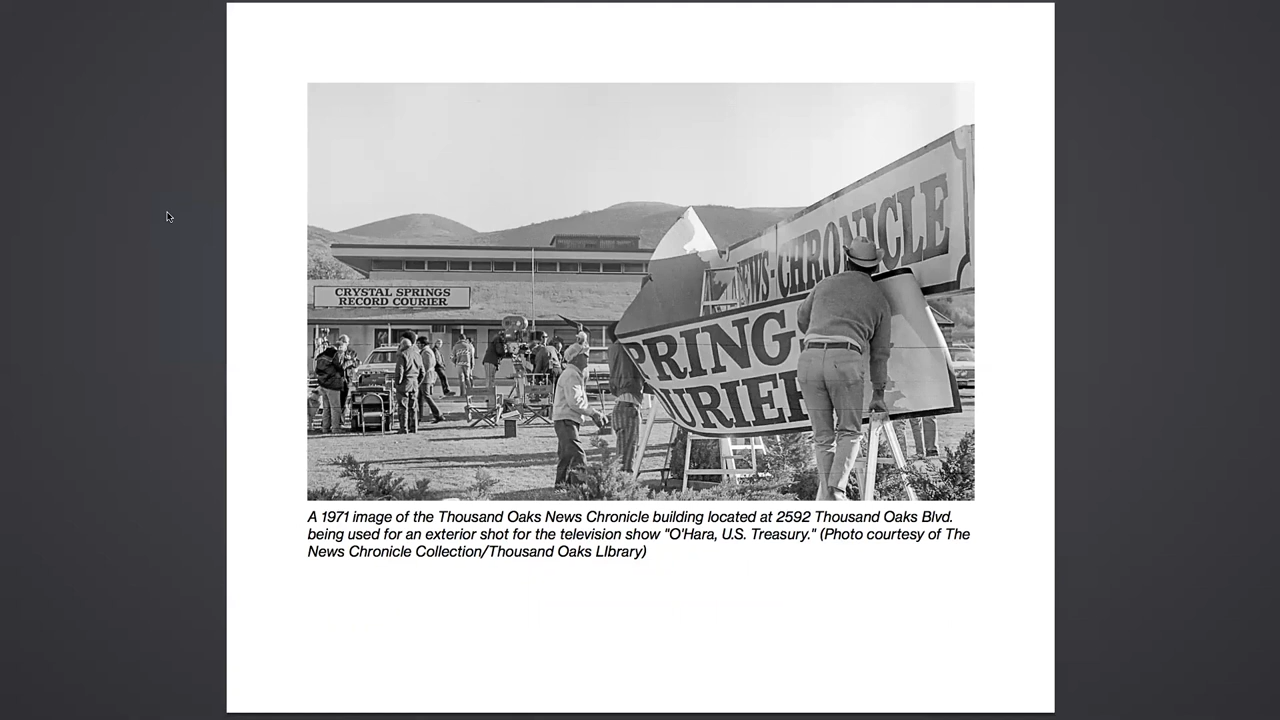 NEWS-CHRONICLE
CRYSTAL SPRINGS
RECORD COURIER
PRING
URIER
A 1971 image of the Thousand Oaks News Chronicle building located at 2592 Thousand Oaks Blvd.
being used for an exterior shot for the television show "O'Hara, U.S. Treasury." (Photo courtesy of The
News Chronicle Collection/Thousand Oaks LIbrary)